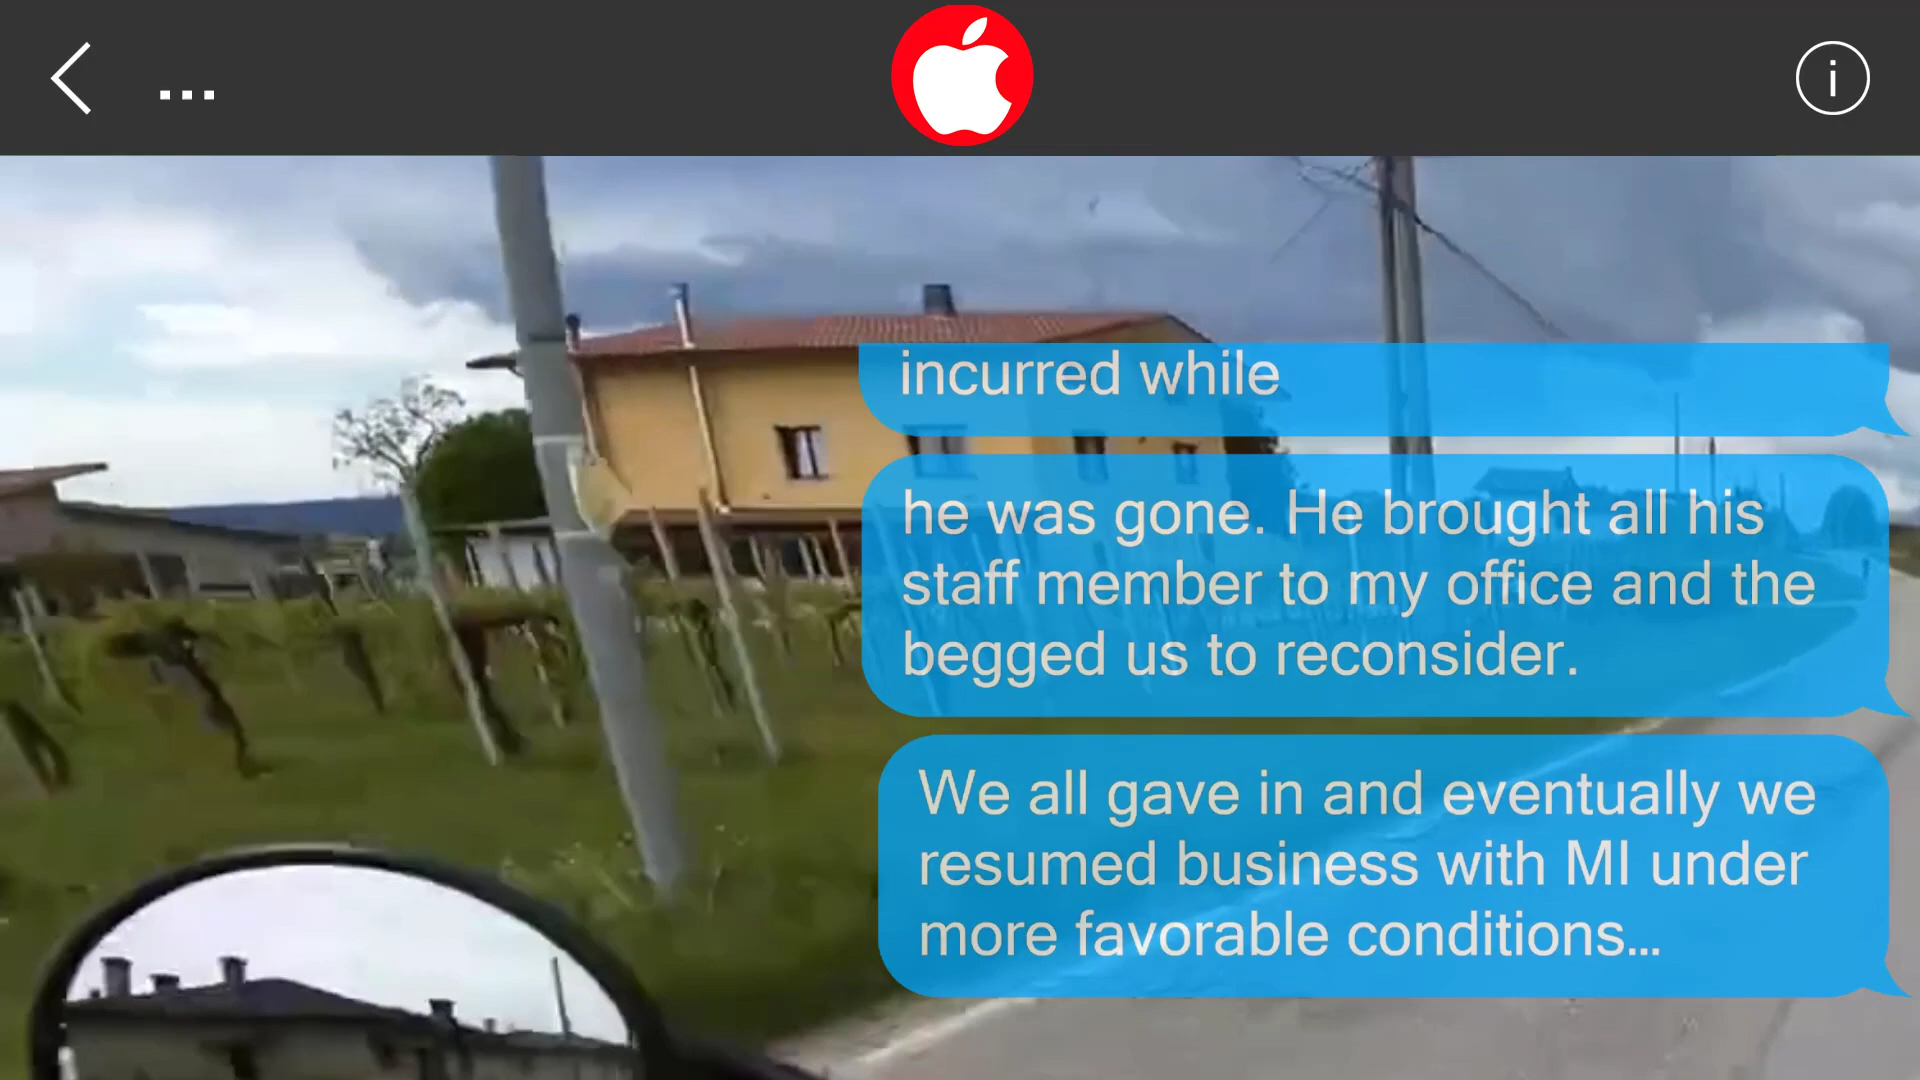 ...
incurred while
he was gone. He brought all his
staff member to my office and the
begged us to reconsider.
We all gave in and eventually we
resumed business with MI under
more favorable conditions...